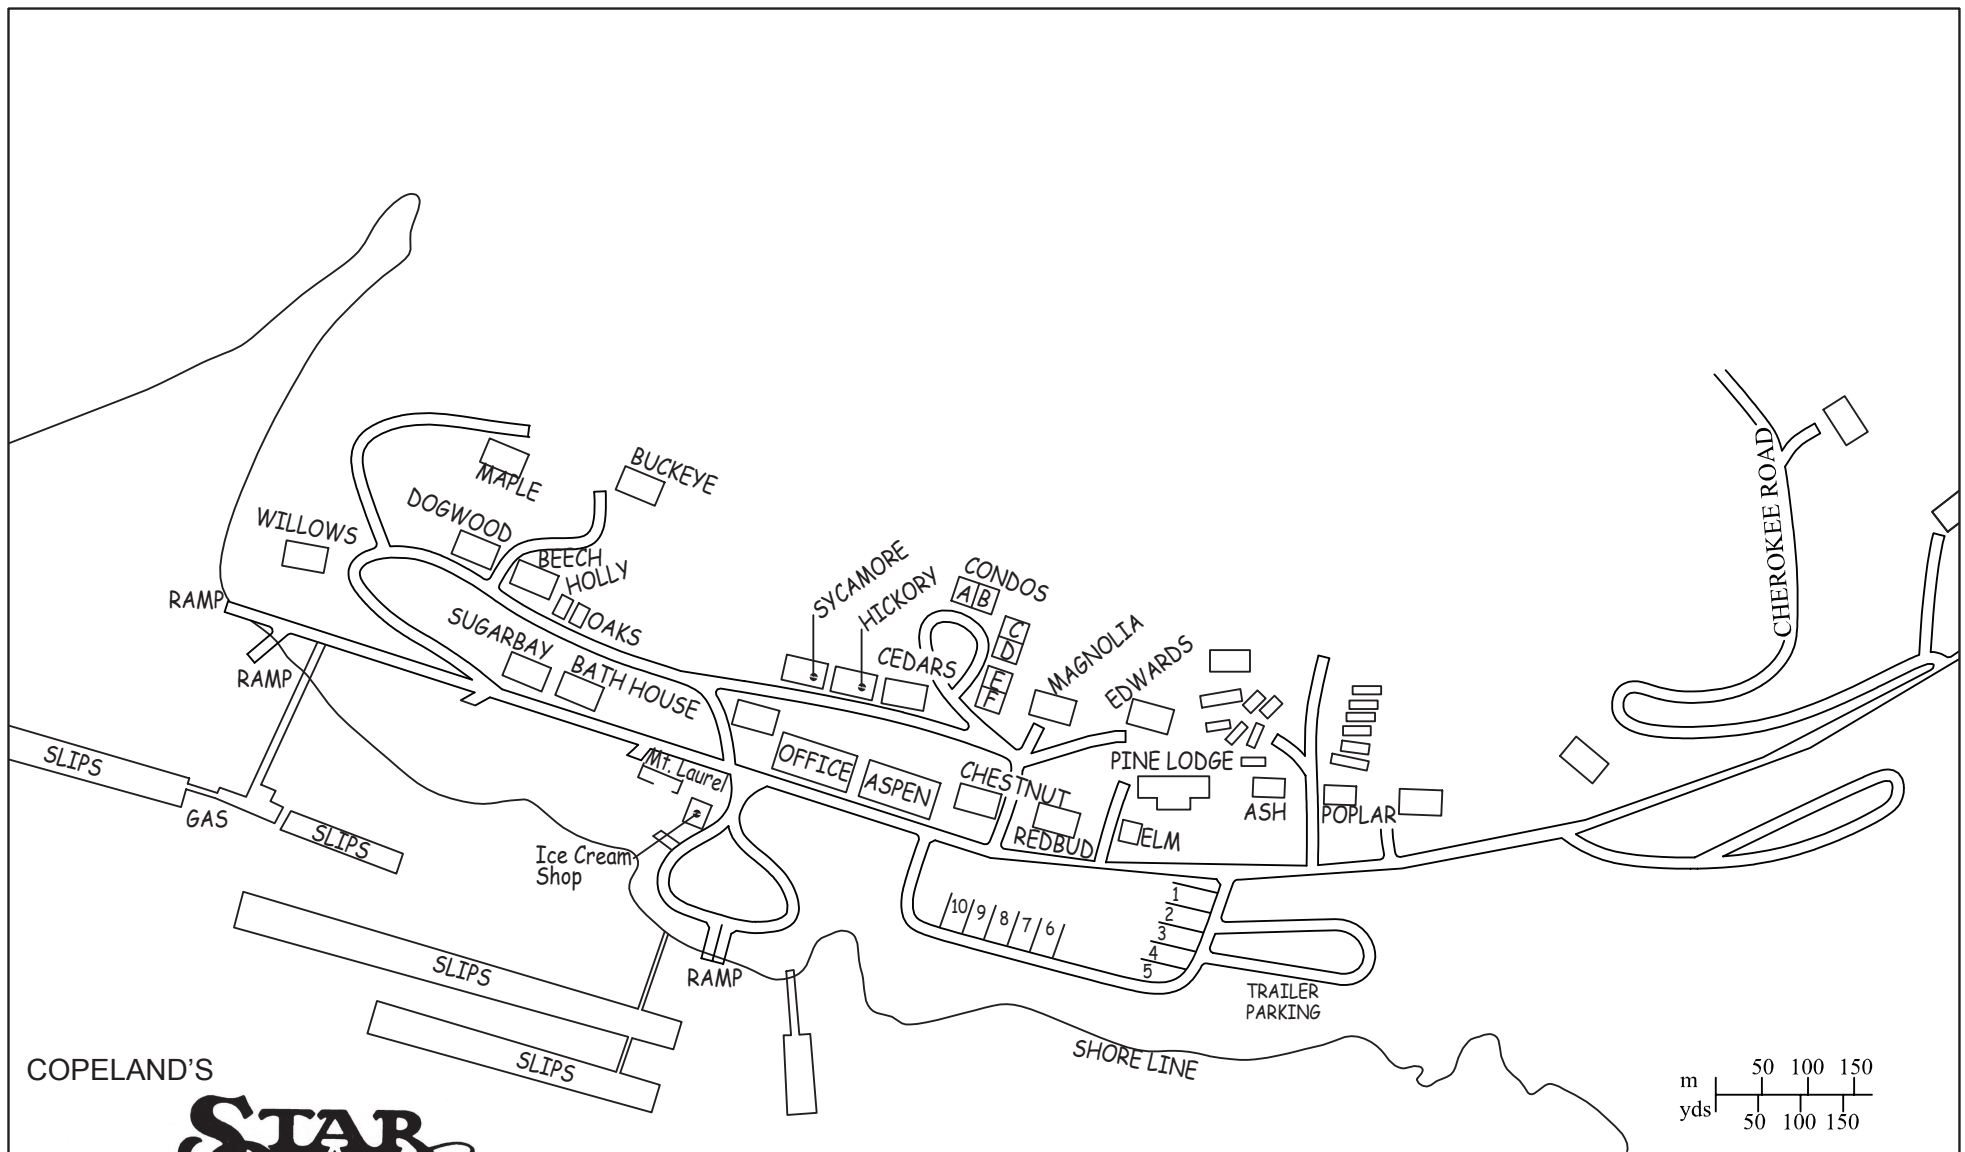 MAPLE
BUCKEYE
DOGWOOD
WILLOWS
BEECH
HOLLY
OAKS
RAMP
RAMP
SUGARBAY
BATH HOUSE
SYCAMORE
HICKORY
CEDARS
CONDOS
A B
C
D
E
F
MAGNOLIA
EDWARDS
CHEROKEE ROAD
SLIPS
GAS
SLIPS
Mt. Laurel
OFFICE
ASPEN
CHESTNUT
REDBUD
PINE LODGE
ELM
ASH
POPLAR
Ice Cream
Shop
1
2
3
4
5
10 9 8 7 6
SLIPS
RAMP
TRAILER
PARKING
SLIPS
SHORE LINE
COPELAND'S
STAR
50 100 150
m
yds
50 100 150